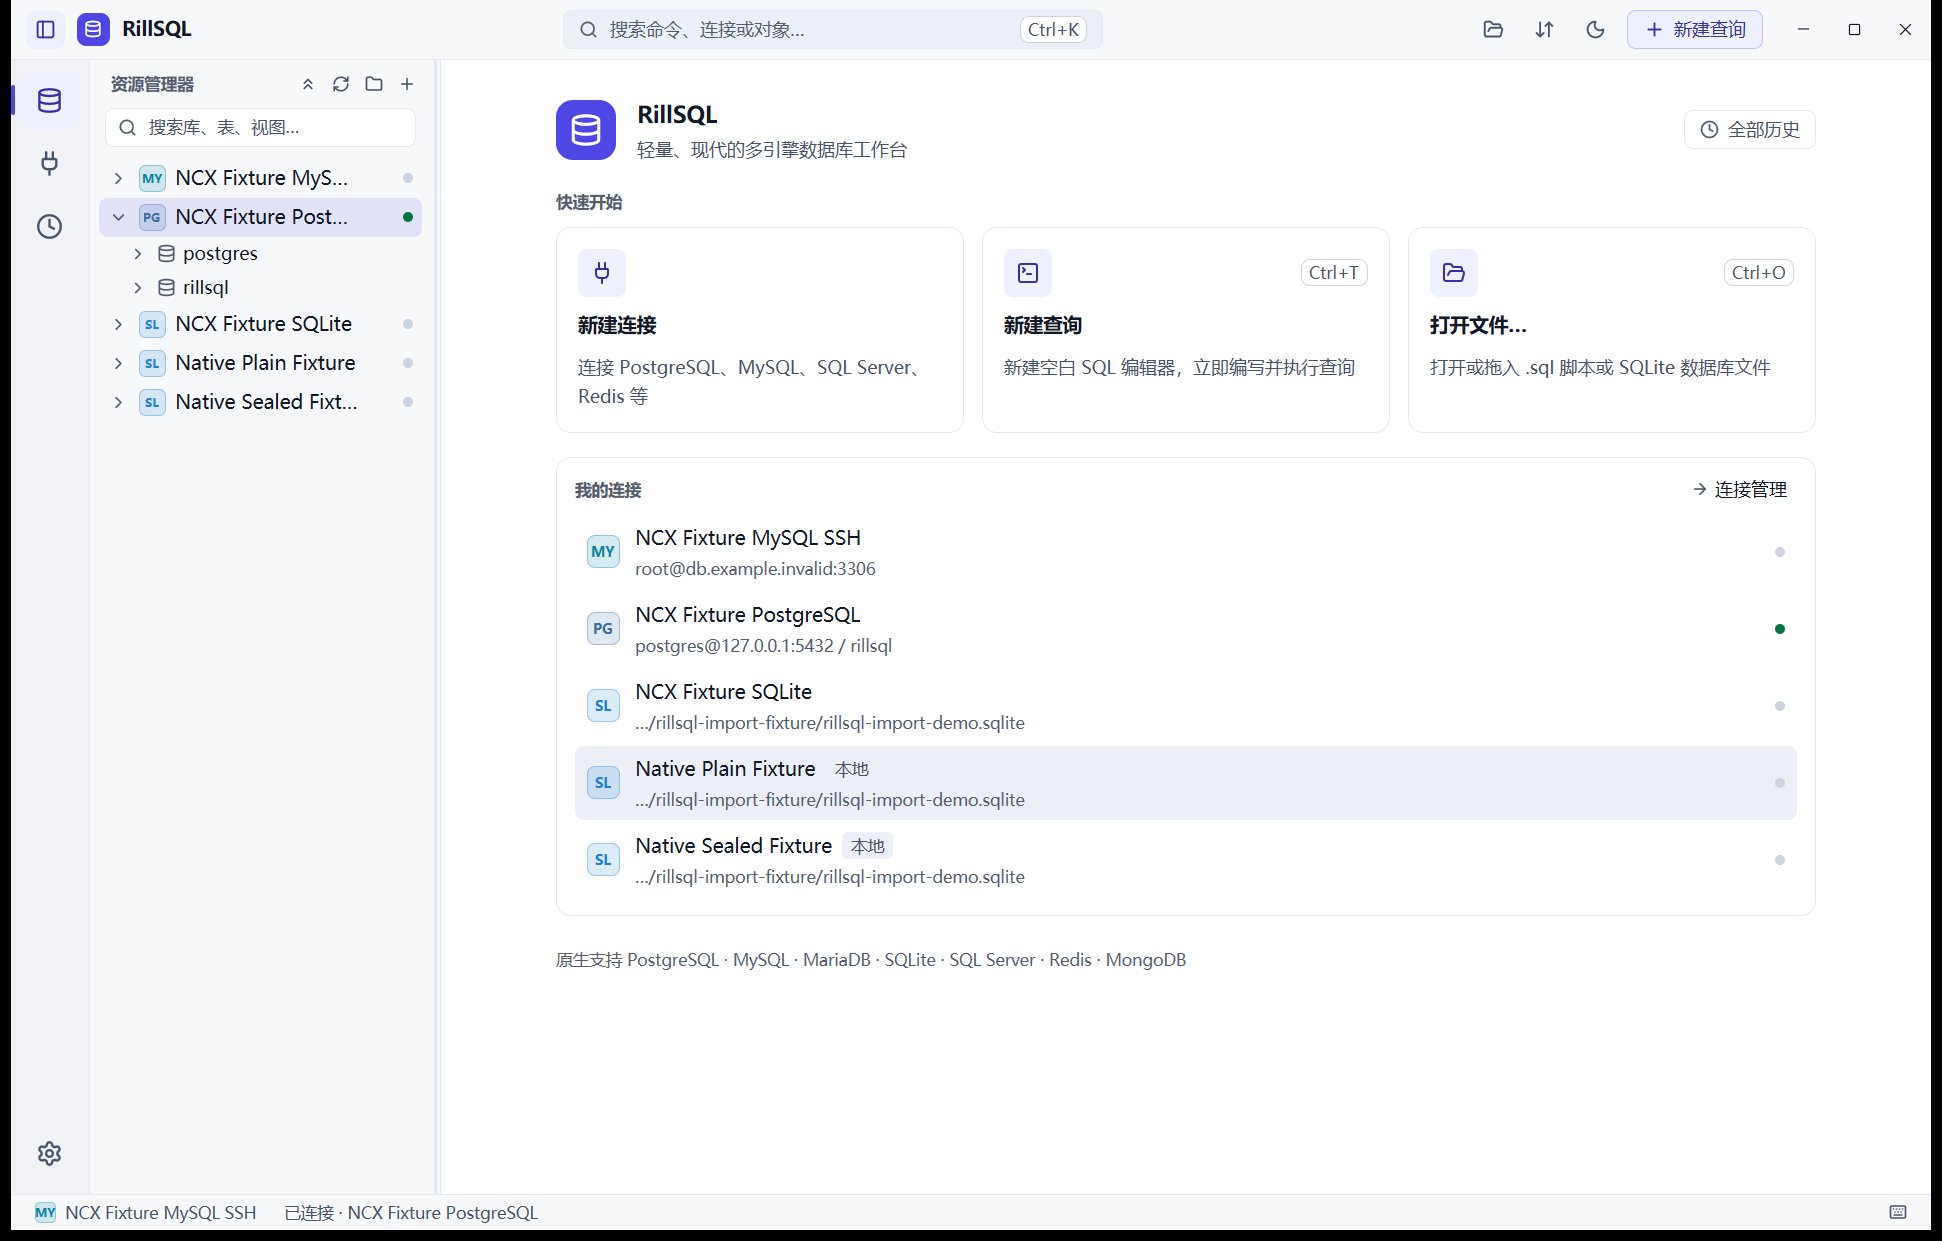 RillSQL
搜索命令、连接或对象...
Ctrl+K
新建查询
资源管理器
搜索库、表、视图...
MY NCX Fixture MyS...
PG NCX Fixture Post...
postgres
rillsql
SL NCX Fixture SQLite
SL Native Plain Fixture
SL Native Sealed Fixt...
RillSQL
轻量、现代的多引擎数据库工作台
全部历史
快速开始
新建连接
连接 PostgreSQL、MySQL、SQL Server、
Redis 等
Ctrl+T
新建查询
新建空白 SQL 编辑器，立即编写并执行查询
Ctrl+O
打开文件...
打开或拖入 .sql 脚本或 SQLite 数据库文件
我的连接
连接管理
MY
NCX Fixture MySQL SSH
root@db.example.invalid:3306
PG
NCX Fixture PostgreSQL
postgres@127.0.0.1:5432 / rillsql
SL
NCX Fixture SQLite
.../rillsql-import-fixture/rillsql-import-demo.sqlite
SL
Native Plain Fixture 本地
.../rillsql-import-fixture/rillsql-import-demo.sqlite
SL
Native Sealed Fixture 本地
.../rillsql-import-fixture/rillsql-import-demo.sqlite
原生支持 PostgreSQL · MySQL · MariaDB · SQLite · SQL Server · Redis · MongoDB
MY NCX Fixture MySQL SSH 已连接 · NCX Fixture PostgreSQL